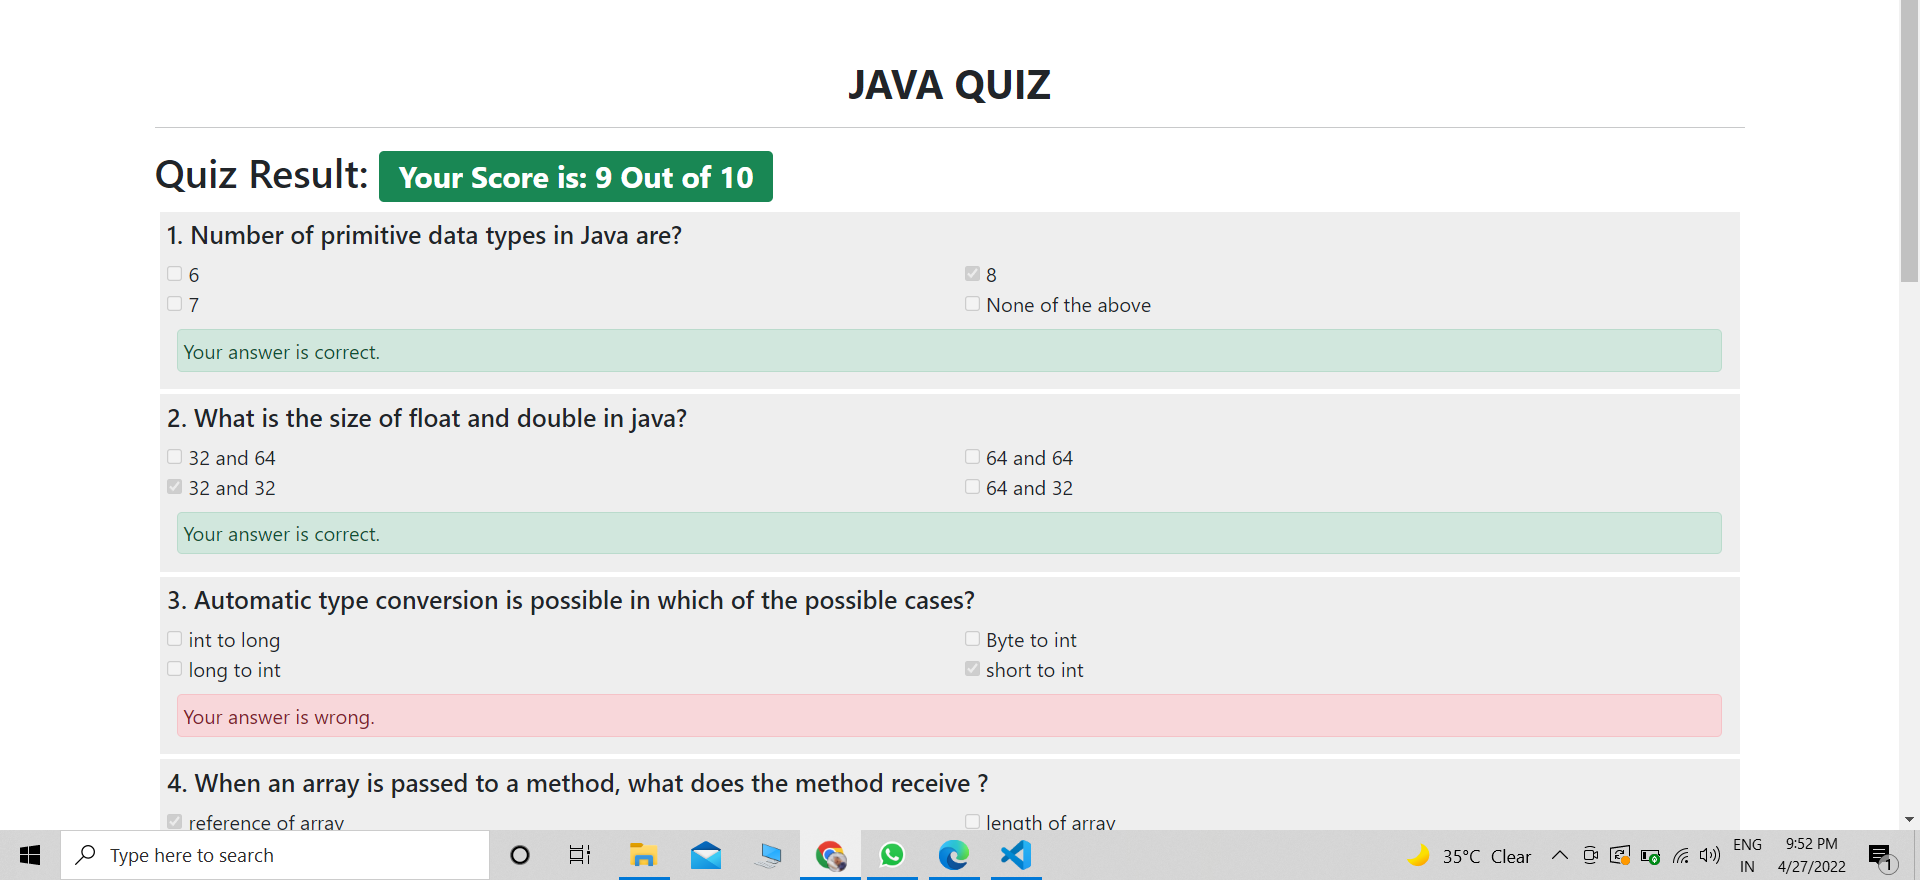 JAVA QUIZ
Quiz Result: Your Score is: 9 Out of 10
1. Number of primitive data types in Java are?
6 8
7 None of the above
Your answer is correct.
2. What is the size of float and double in java?
32 and 64 64 and 64
32 and 32 64 and 32
Your answer is correct.
3. Automatic type conversion is possible in which of the possible cases?
int to long Byte to int
long to int short to int
Your answer is wrong.
4. When an array is passed to a method, what does the method receive ?
reference of array length of array
Type here to search 35°C Clear ENG 9:52 PM
IN 4/27/2022 1